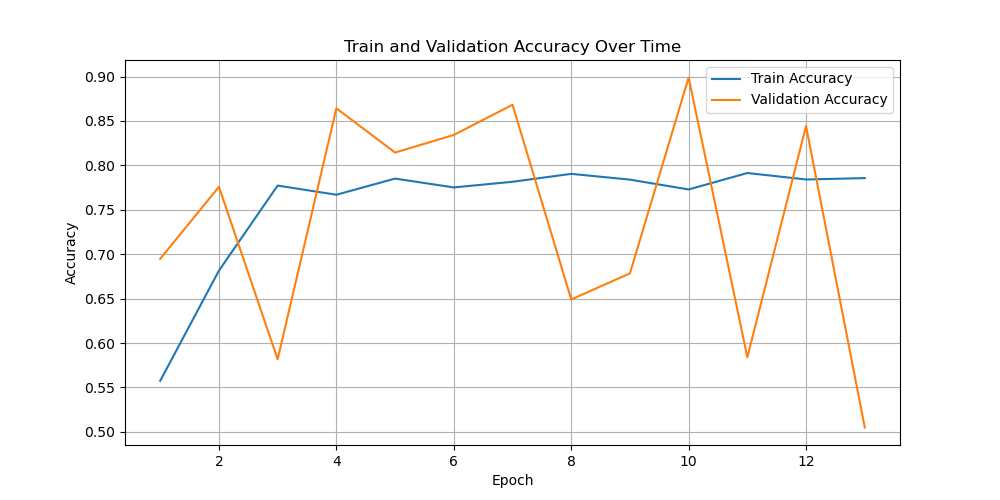 Train and Validation Accuracy Over Time
Train Accuracy
Validation Accuracy
Accuracy
0.90
0.85
0.80
0.75
0.70
0.65
0.60
0.55
0.50
2 4 6 8 10 12
Epoch